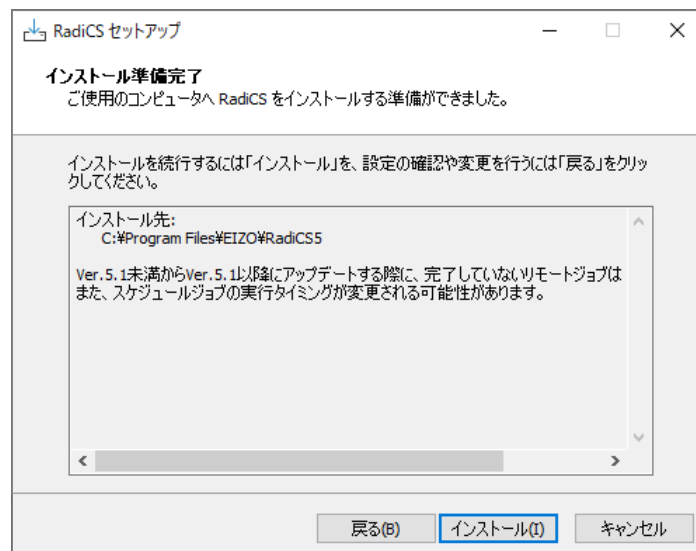 RadiCS セットアップ
インストール準備完了
ご使用のコンピュータへ RadiCS をインストールする準備ができました。
インストールを続行するには「インストール」を、設定の確認や変更を行うには「戻る」をクリッ
クしてください。
インストール先:
C:¥Program Files¥EIZO¥RadiCS5
Ver.5.1未満からVer.5.1以降にアップデートする際に、完了していないリモートジョブは
また、スケジュールジョブの実行タイミングが変更される可能性があります。
戻る(B) インストール(I) キャンセル